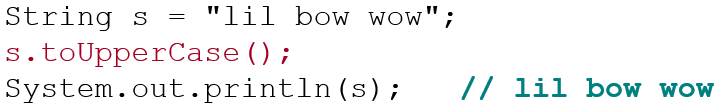 String s = "lil bow wow";
s.toUpperCase();
System.out.println(s);   // lil bow wow